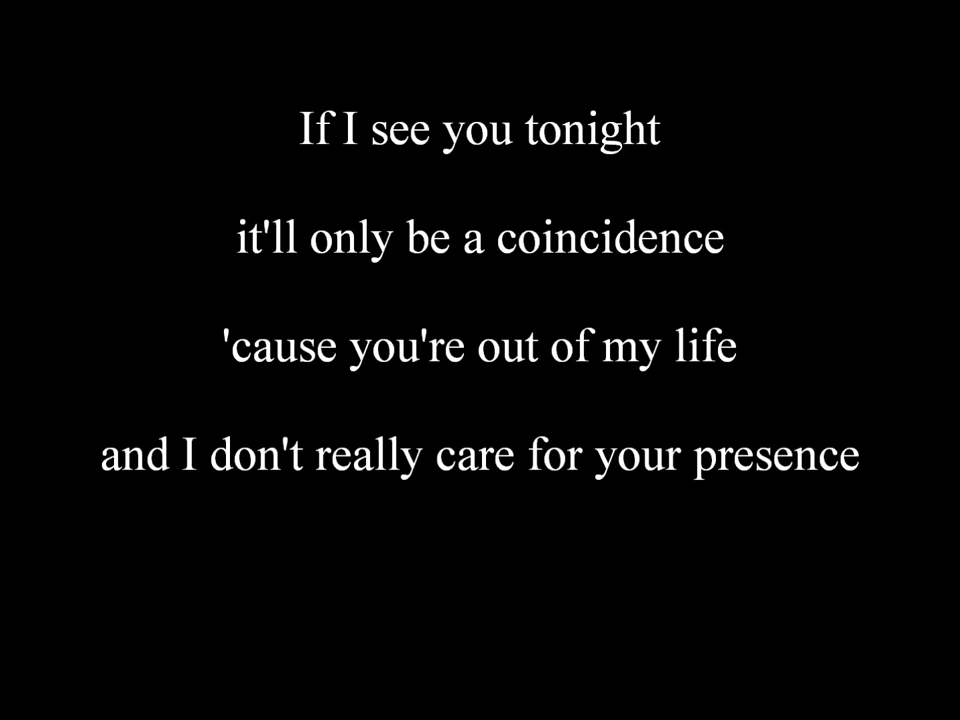 If I see you tonight
it'll only be a coincidence
'cause you're out of my life
and I don't really care for your presence